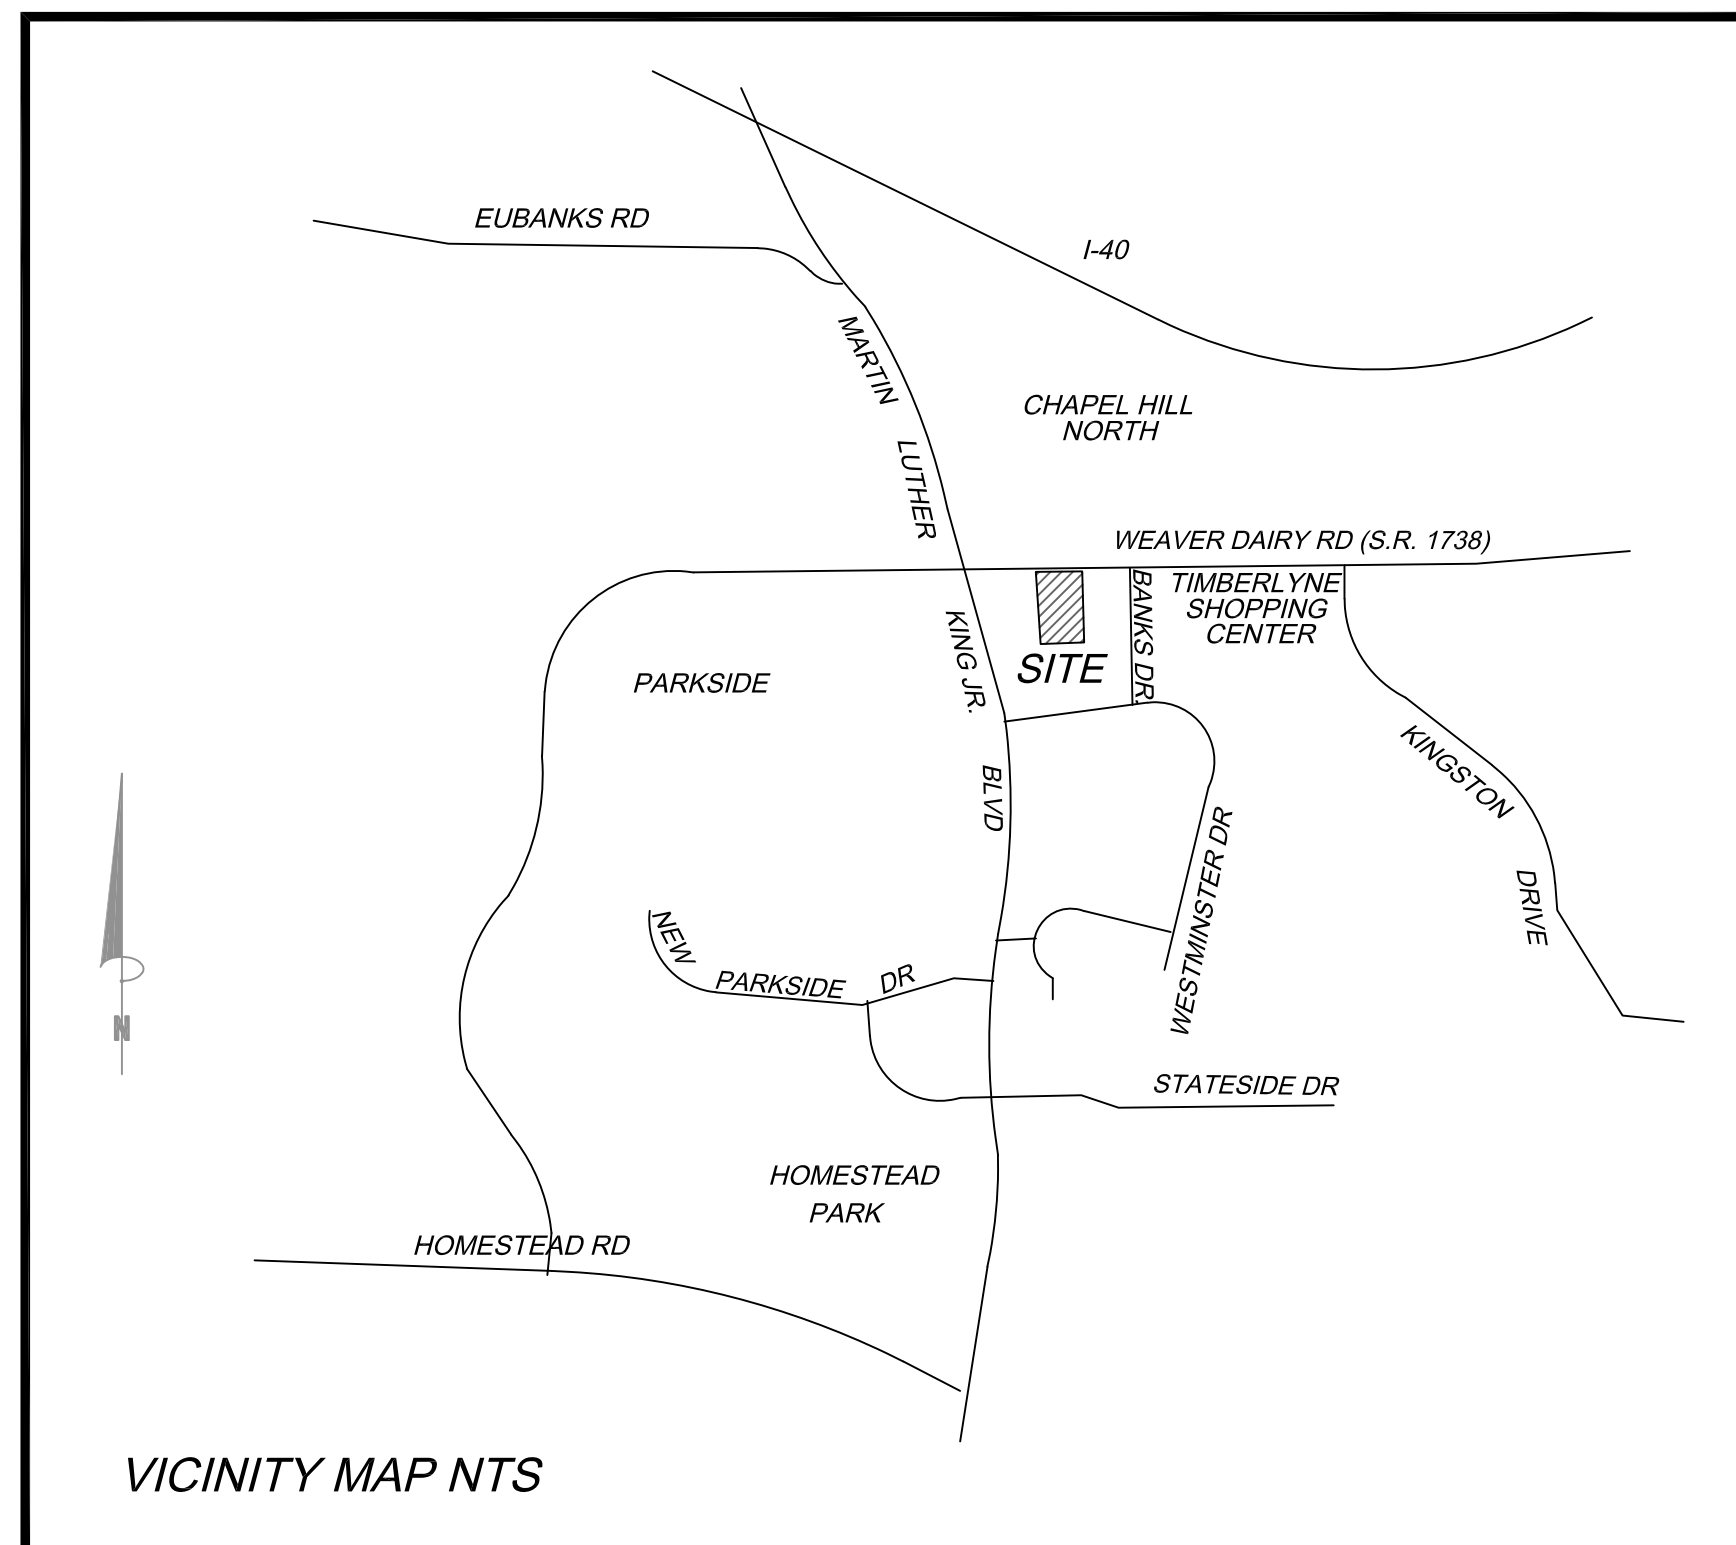 EUBANKS RD
I-40
MARTIN LUTHER KING JR. BLVD
CHAPEL HILL
NORTH
WEAVER DAIRY RD (S.R. 1738)
BANKS DR.
TIMBERLYNE
SHOPPING
CENTER
SITE
PARKSIDE
KINGSTON DRIVE
WESTMINSTER DR
NEW PARKSIDE DR
N
STATESIDE DR
HOMESTEAD
PARK
HOMESTEAD RD
VICINITY MAP NTS